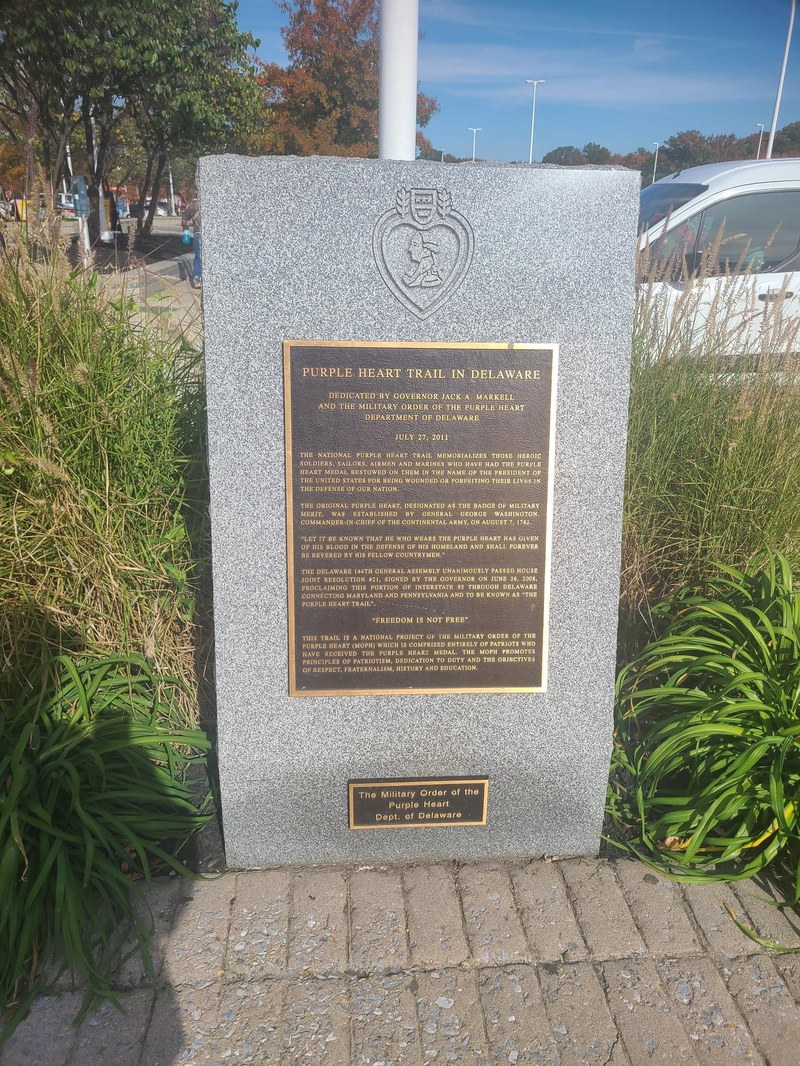 PURPLE HEART TRAIL IN DELAWARE
DEDICATED BY GOVERNOR JACK A. MARKELL
AND THE MILITARY ORDER OF THE PURPLE HEART
DEPARTMENT OF DELAWARE
JULY 27, 2011
THE NATIONAL PURPLE HEART TRAIL MEMORIALIZES THOSE HEROIC
SOLDIERS, SAILORS, AIRMEN AND MARINES WHO HAVE HAD THE PURPLE
HEART MEDAL BESTOWED ON THEM IN THE NAME OF THE PRESIDENT OF
THE UNITED STATES FOR BEING WOUNDED OR FORFEITING THEIR LIVES IN
THE DEFENSE OF OUR NATION.
THE ORIGINAL PURPLE HEART, DESIGNATED AS THE BADGE OF MILITARY
MERIT, WAS ESTABLISHED BY GENERAL GEORGE WASHINGTON,
COMMANDER-IN-CHIEF OF THE CONTINENTAL ARMY, ON AUGUST 7, 1782.
"LET IT BE KNOWN THAT HE WHO WEARS THE PURPLE HEART HAS GIVEN
OF HIS BLOOD IN THE DEFENSE OF HIS HOMELAND AND SHALL FOREVER
BE REVERED BY HIS FELLOW COUNTRYMEN."
THE DELAWARE 144TH GENERAL ASSEMBLY UNANIMOUSLY PASSED HOUSE
JOINT RESOLUTION #21, SIGNED BY THE GOVERNOR ON JUNE 26, 2008,
PROCLAIMING THIS PORTION OF INTERSTATE 95 THROUGH DELAWARE
CONNECTING MARYLAND AND PENNSYLVANIA AND TO BE KNOWN AS "THE
PURPLE HEART TRAIL".
"FREEDOM IS NOT FREE"
THIS TRAIL IS A NATIONAL PROJECT OF THE MILITARY ORDER OF THE
PURPLE HEART (MOPH) WHICH IS COMPRISED ENTIRELY OF PATRIOTS WHO
HAVE RECEIVED THE PURPLE HEART MEDAL. THE MOPH PROMOTES
PRINCIPLES OF PATRIOTISM, DEDICATION TO DUTY AND THE OBJECTIVES
OF RESPECT, FRATERNALISM, HISTORY AND EDUCATION.
The Military Order of the
Purple Heart
Dept. of Delaware